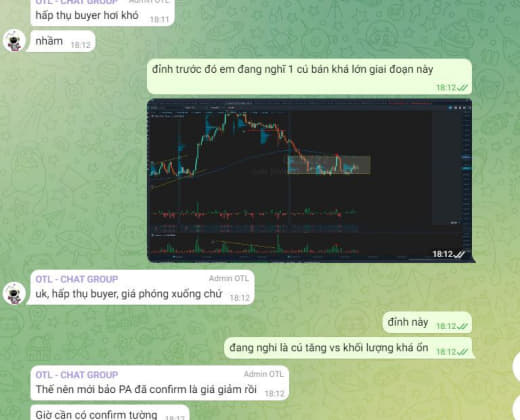 OTL - CHAT GROUP Admin OTL
hấp thụ buyer hơi khó 18:11
nhầm 18:12
đỉnh trước đó em đang nghĩ 1 cú bán khá lớn giai đoạn này
18:12
18:12
OTL - CHAT GROUP Admin OTL
uk, hấp thụ buyer, giá phóng xuống chứ 18:12
đỉnh này 18:12
đang nghi là cú tăng vs khối lượng khá ổn 18:12
OTL - CHAT GROUP Admin OTL
Thế nên mới bảo PA đã confirm là giá giảm rồi 18:12
Giờ cần có confirm tường 18:12